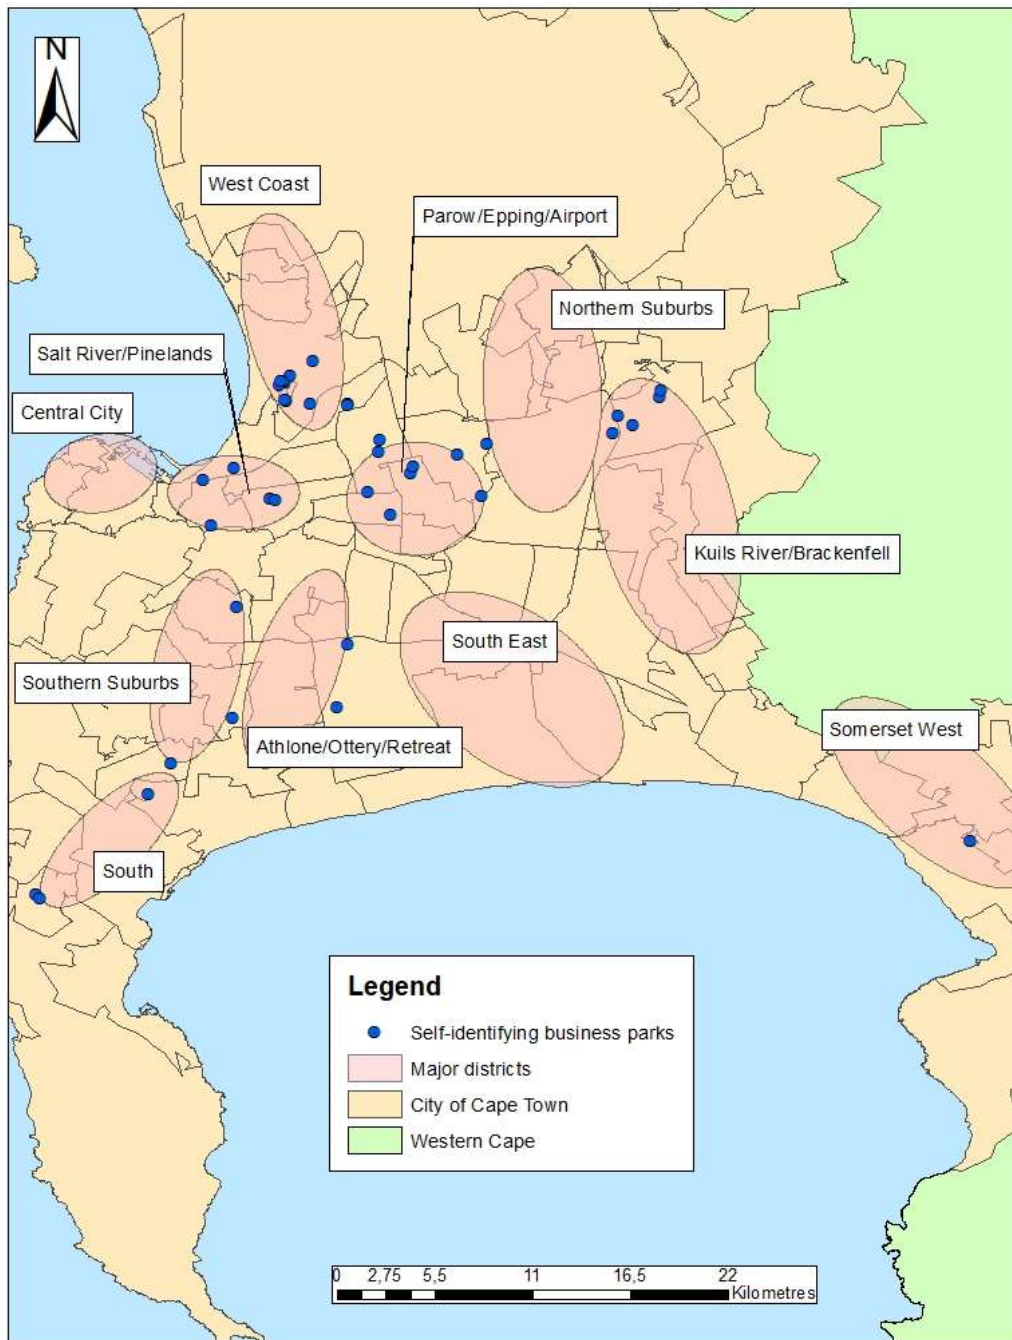 N
West Coast
Parow/Epping/Airport
Northern Suburbs
Salt River/Pinelands
Central City
Kuils River/Brackenfell
South East
Southern Suburbs
Somerset West
Athlone/Ottery/Retreat
South
Legend
Self-identifying business parks
Major districts
City of Cape Town
Western Cape
0 2,75 5,5 11 16,5 22
Kilometres